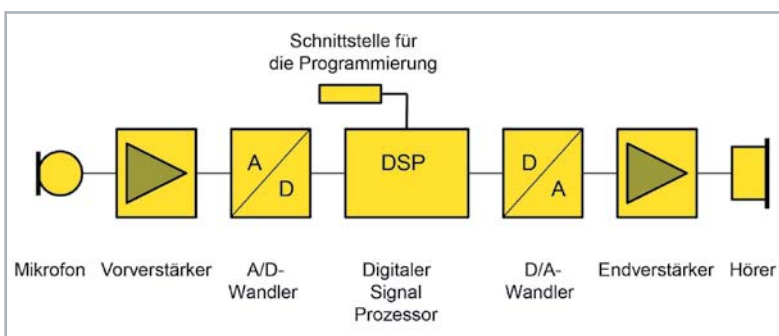 Schnittstelle für
die Programmierung
A
D
DSP
D
A
Mikrofon
Vorverstärker
A/D-
Wandler
Digitaler
Signal
Prozessor
D/A-
Wandler
Endverstärker
Hörer